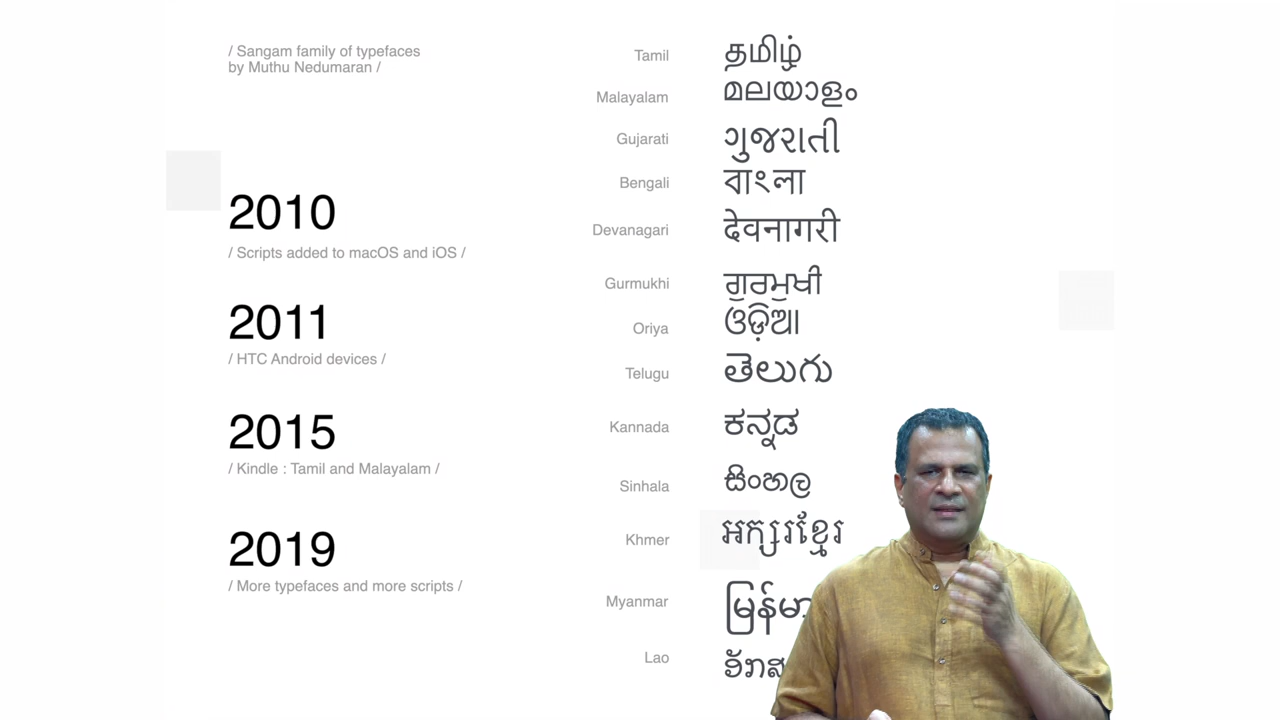 / Sangam family of typefaces
by Muthu Nedumaran /
2010
/ Scripts added to macOS and iOS /
2011
/ HTC Android devices /
2015
/ Kindle : Tamil and Malayalam /
2019
/ More typefaces and more scripts /
Tamil தமிழ்
Malayalam മലയാളം
Gujarati ગુજરાતી
Bengali বাংলা
Devanagari देवनागरी
Gurmukhi ਗੁਰਮੁਖੀ
Oriya ଓଡ଼ିଆ
Telugu తెలుగు
Kannada ಕನ್ನಡ
Sinhala සිංහල
Khmer អក្សរខ្មែរ
Myanmar
Lao